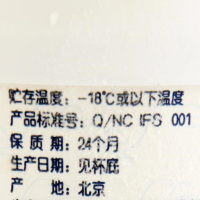 贮存温度：-18℃或以下温度
产品标准号：Q/NC IFS 001
保 质 期：24个月
生产日期：见杯底
产 地：北京